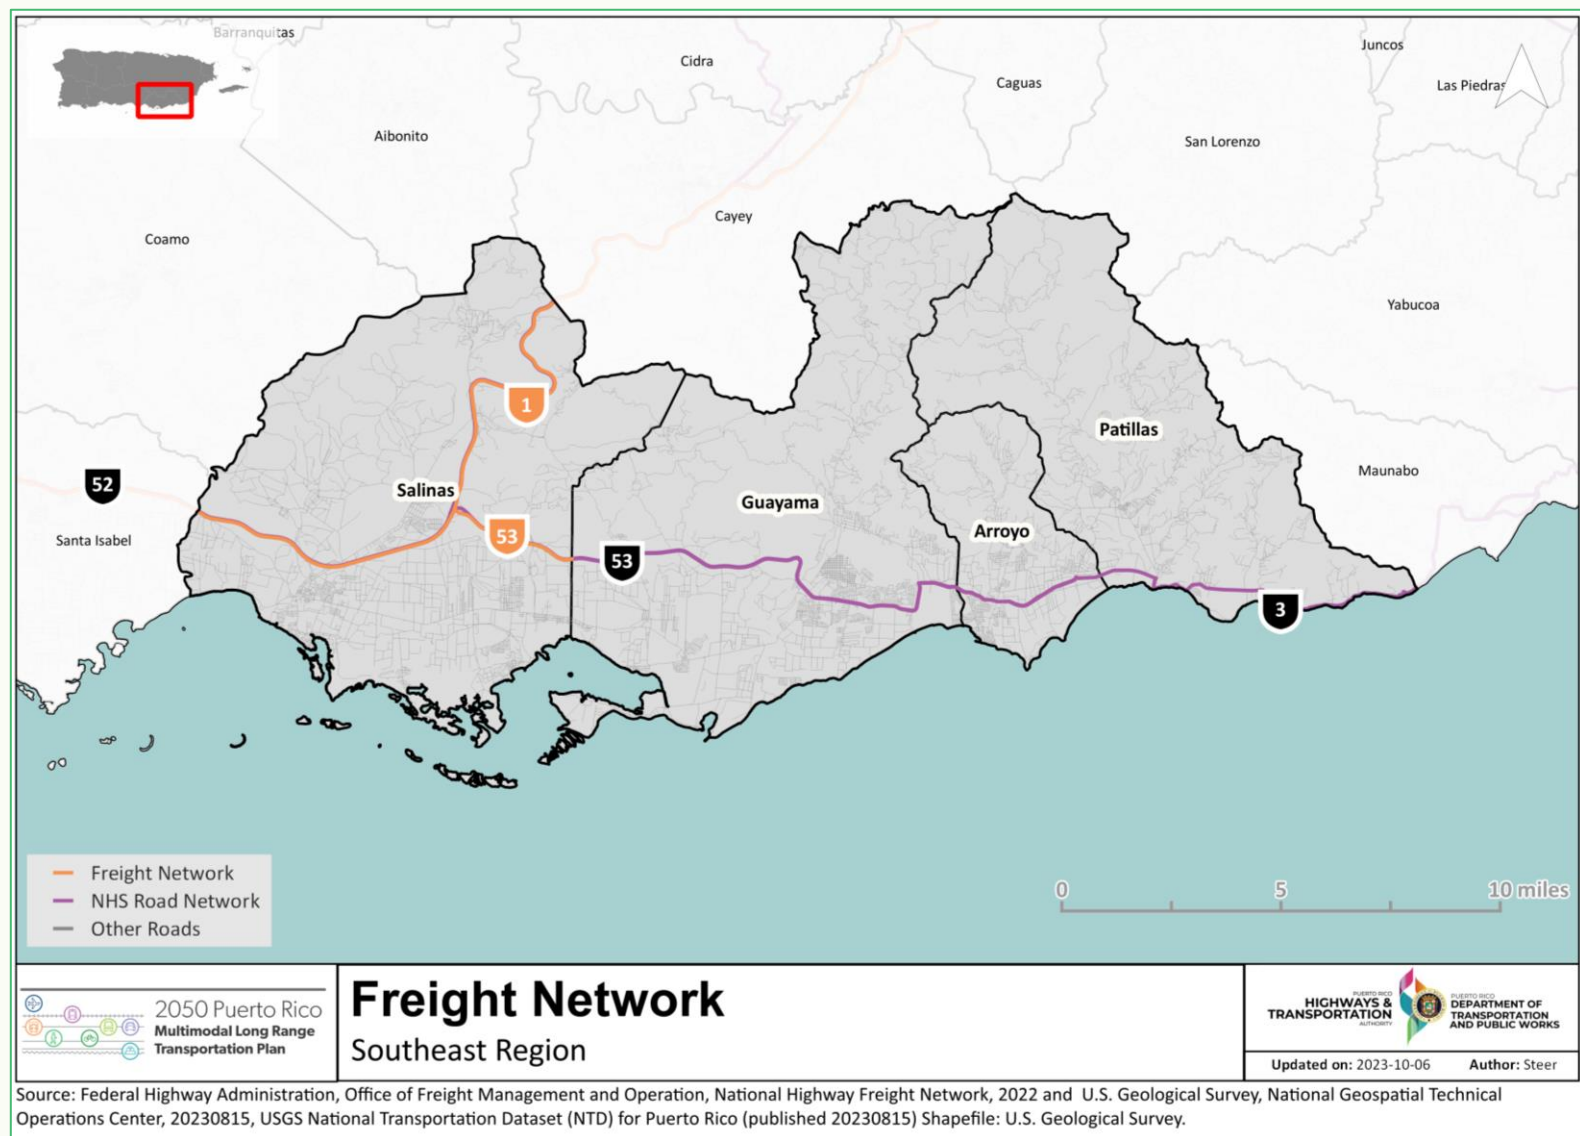 Barranquitas
Juncos
Cidra
Caguas
Las Piedras
Aibonito
San Lorenzo
Cayey
Coamo
Yabucoa
1
Patillas
Maunabo
52
Salinas
Guayama
Santa Isabel
53
Arroyo
53
3
Freight Network
NHS Road Network
Other Roads
0 5 10 miles
2050 Puerto Rico
Multimodal Long Range
Transportation Plan
Freight Network
Southeast Region
PUERTO RICO
HIGHWAYS &
TRANSPORTATION
AUTHORITY
PUERTO RICO
DEPARTMENT OF
TRANSPORTATION
AND PUBLIC WORKS
Updated on: 2023-10-06 Author: Steer
Source: Federal Highway Administration, Office of Freight Management and Operation, National Highway Freight Network, 2022 and U.S. Geological Survey, National Geospatial Technical
Operations Center, 20230815, USGS National Transportation Dataset (NTD) for Puerto Rico (published 20230815) Shapefile: U.S. Geological Survey.